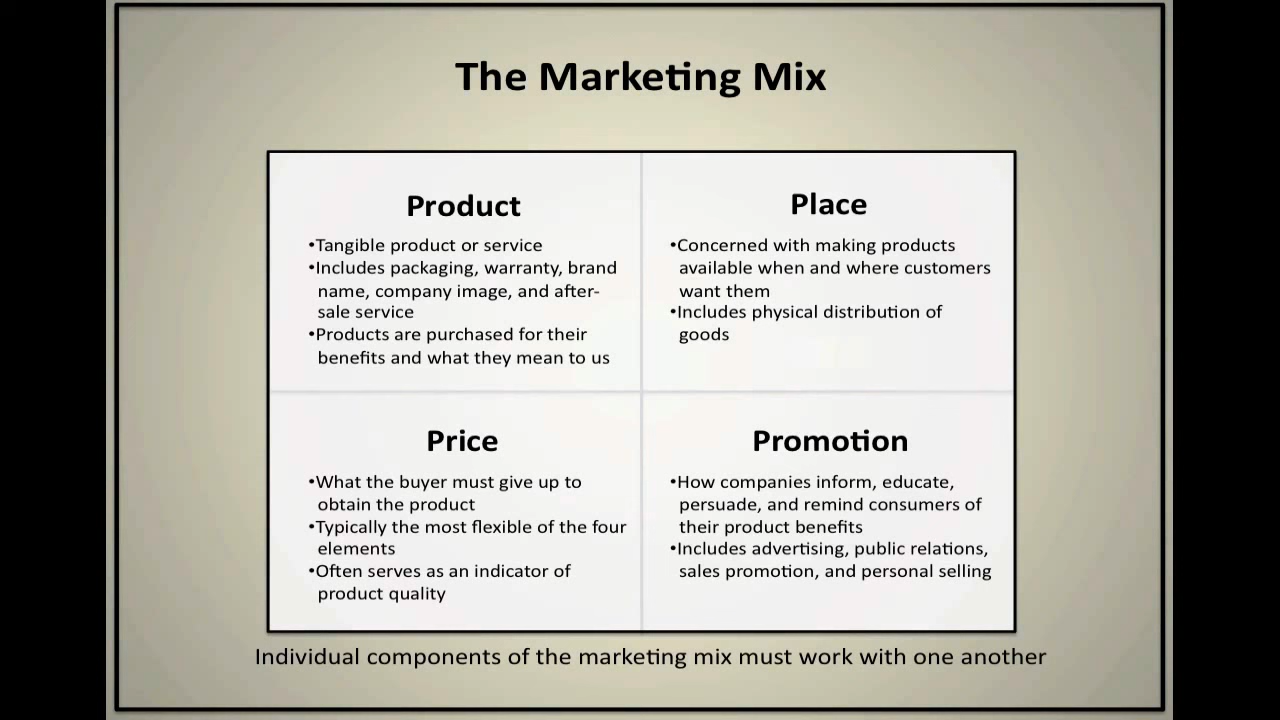 The Marketing Mix
Product
•Tangible product or service
•Includes packaging, warranty, brand
name, company image, and after-
sale service
•Products are purchased for their
benefits and what they mean to us
Place
•Concerned with making products
available when and where customers
want them
•Includes physical distribution of
goods
Price
•What the buyer must give up to
obtain the product
•Typically the most flexible of the four
elements
•Often serves as an indicator of
product quality
Promotion
•How companies inform, educate,
persuade, and remind consumers of
their product benefits
•Includes advertising, public relations,
sales promotion, and personal selling
Individual components of the marketing mix must work with one another